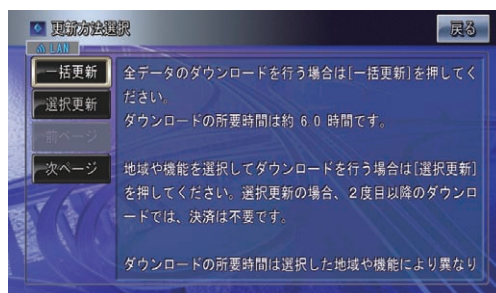 更新方法選択
戻る
LAN
一括更新
選択更新
前ページ
次ページ
全データのダウンロードを行う場合は[一括更新]を押してく
ださい。
ダウンロードの所要時間は約 60 時間です。
地域や機能を選択してダウンロードを行う場合は[選択更新]
を押してください。選択更新の場合、2度目以降のダウンロ
ードでは、決済は不要です。
ダウンロードの所要時間は選択した地域や機能により異なり